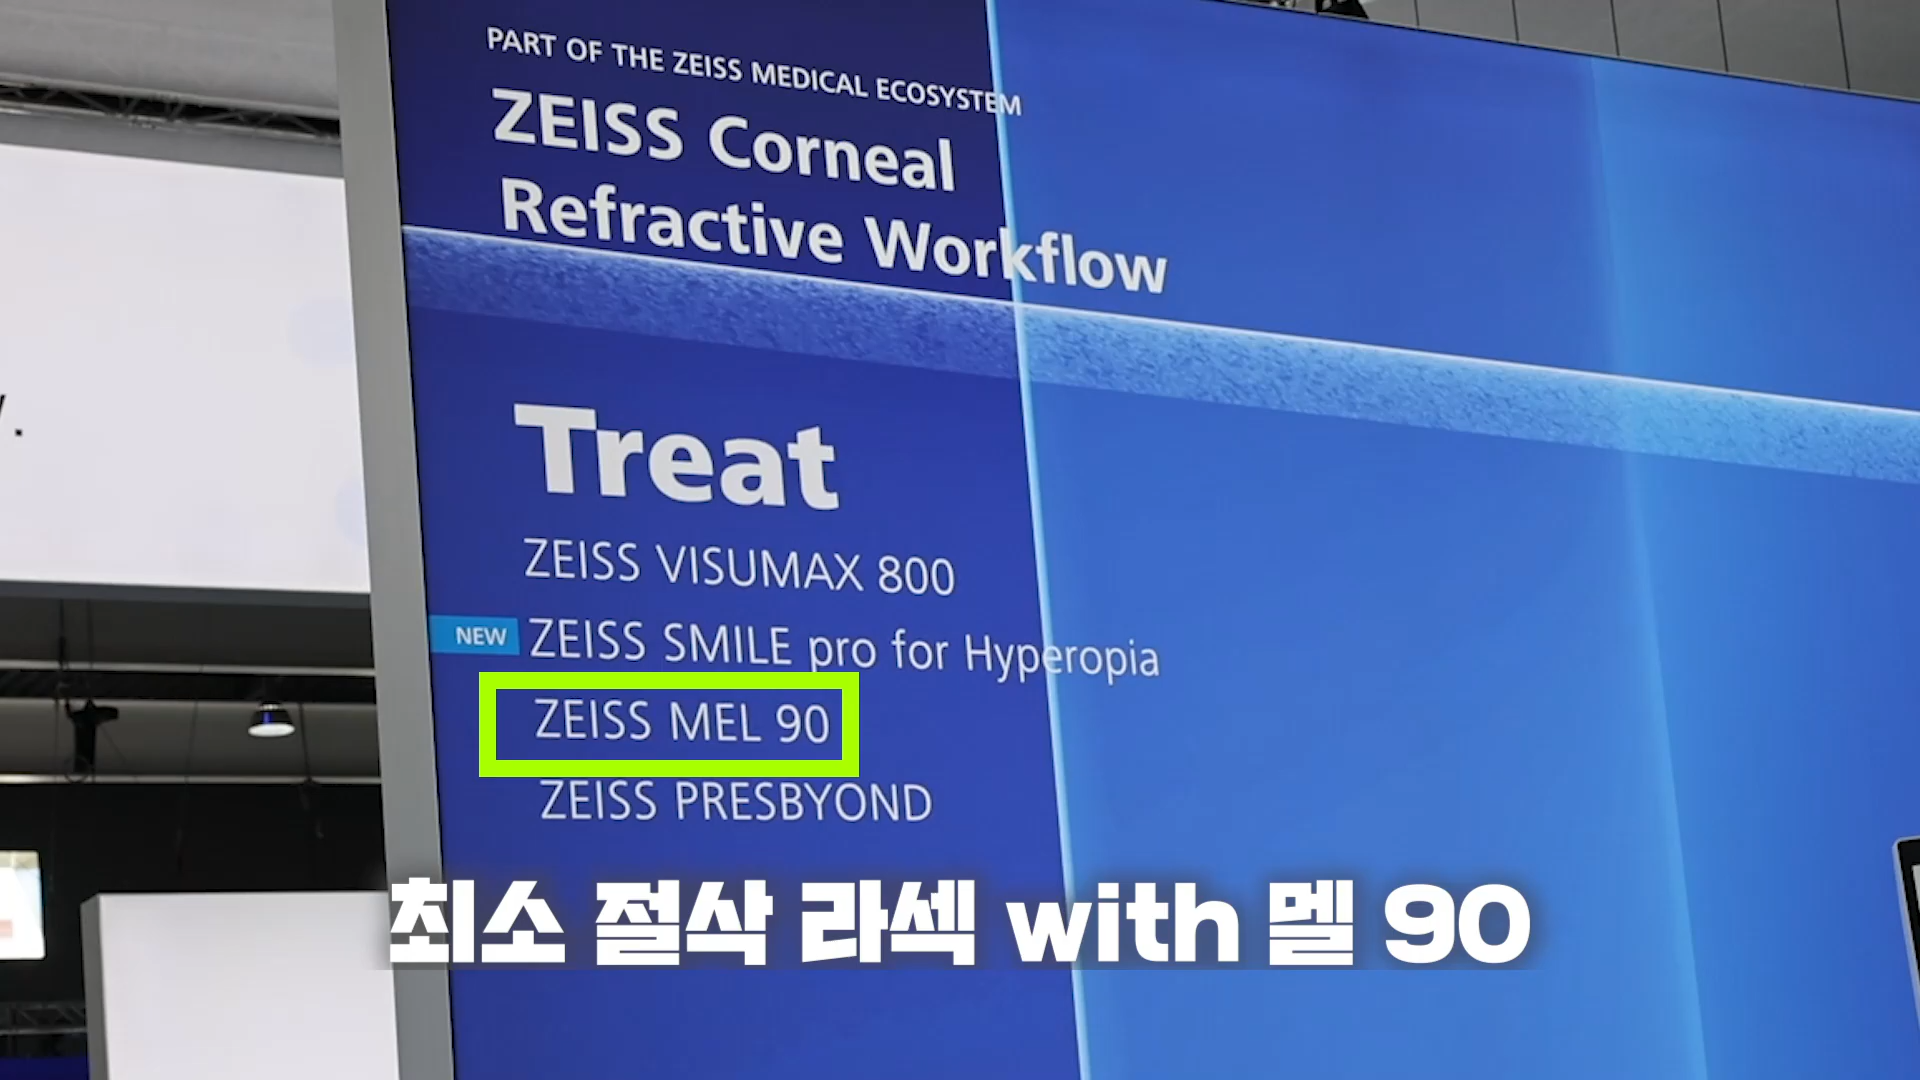 PART OF THE ZEISS MEDICAL ECOSYSTEM
ZEISS Corneal
Refractive Workflow
Treat
ZEISS VISUMAX 800
NEW ZEISS SMILE pro for Hyperopia
ZEISS MEL 90
ZEISS PRESBYOND
최소 절삭 라섹 with 멜 90